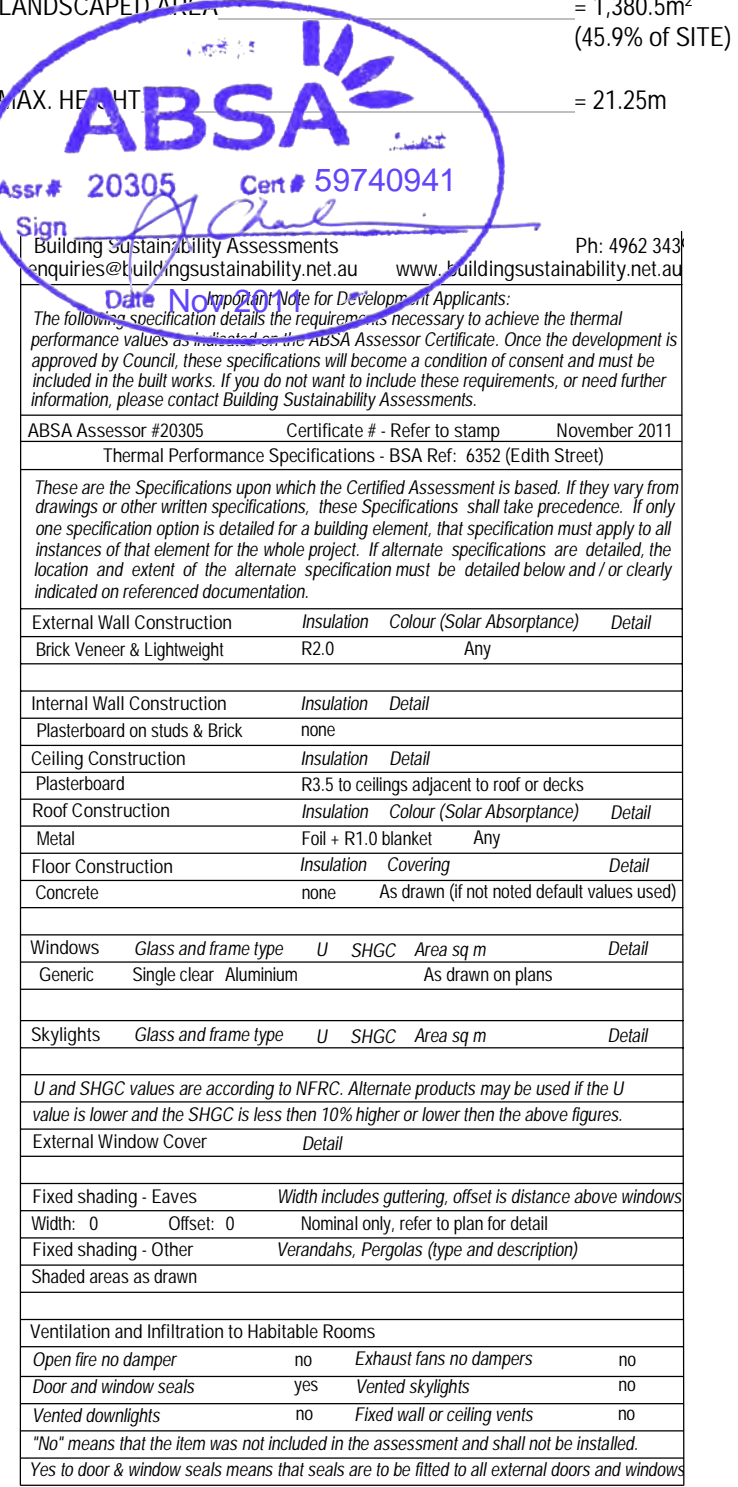 LANDSCAPED AREA = 1,380.5m²
(45.9% of SITE)
MAX. HEIGHT = 21.25m
ABSA
Assr # 20305 Cert # 59740941
Sign
Date Nov 2011
Building Sustainability Assessments Ph: 4962 343
enquiries@buildingsustainability.net.au www.buildingsustainability.net.au
Important Note for Development Applicants:
The following specification details the requirements necessary to achieve the thermal
performance values as indicated on the ABSA Assessor Certificate. Once the development is
approved by Council, these specifications will become a condition of consent and must be
included in the built works. If you do not want to include these requirements, or need further
information, please contact Building Sustainability Assessments.
ABSA Assessor #20305 Certificate # - Refer to stamp November 2011
Thermal Performance Specifications - BSA Ref: 6352 (Edith Street)
These are the Specifications upon which the Certified Assessment is based. If they vary from
drawings or other written specifications, these Specifications shall take precedence. If only
one specification option is detailed for a building element, that specification must apply to all
instances of that element for the whole project. If alternate specifications are detailed, the
location and extent of the alternate specification must be detailed below and / or clearly
indicated on referenced documentation.
External Wall Construction Insulation Colour (Solar Absorptance) Detail
Brick Veneer & Lightweight R2.0 Any
Internal Wall Construction Insulation Detail
Plasterboard on studs & Brick none
Ceiling Construction Insulation Detail
Plasterboard R3.5 to ceilings adjacent to roof or decks
Roof Construction Insulation Colour (Solar Absorptance) Detail
Metal Foil + R1.0 blanket Any
Floor Construction Insulation Covering Detail
Concrete none As drawn (if not noted default values used)
Windows Glass and frame type U SHGC Area sq m Detail
Generic Single clear Aluminium As drawn on plans
Skylights Glass and frame type U SHGC Area sq m Detail
U and SHGC values are according to NFRC. Alternate products may be used if the U
value is lower and the SHGC is less then 10% higher or lower then the above figures.
External Window Cover Detail
Fixed shading - Eaves Width includes guttering, offset is distance above windows
Width: 0 Offset: 0 Nominal only, refer to plan for detail
Fixed shading - Other Verandahs, Pergolas (type and description)
Shaded areas as drawn
Ventilation and Infiltration to Habitable Rooms
Open fire no damper no Exhaust fans no dampers no
Door and window seals yes Vented skylights no
Vented downlights no Fixed wall or ceiling vents no
"No" means that the item was not included in the assessment and shall not be installed.
Yes to door & window seals means that seals are to be fitted to all external doors and windows